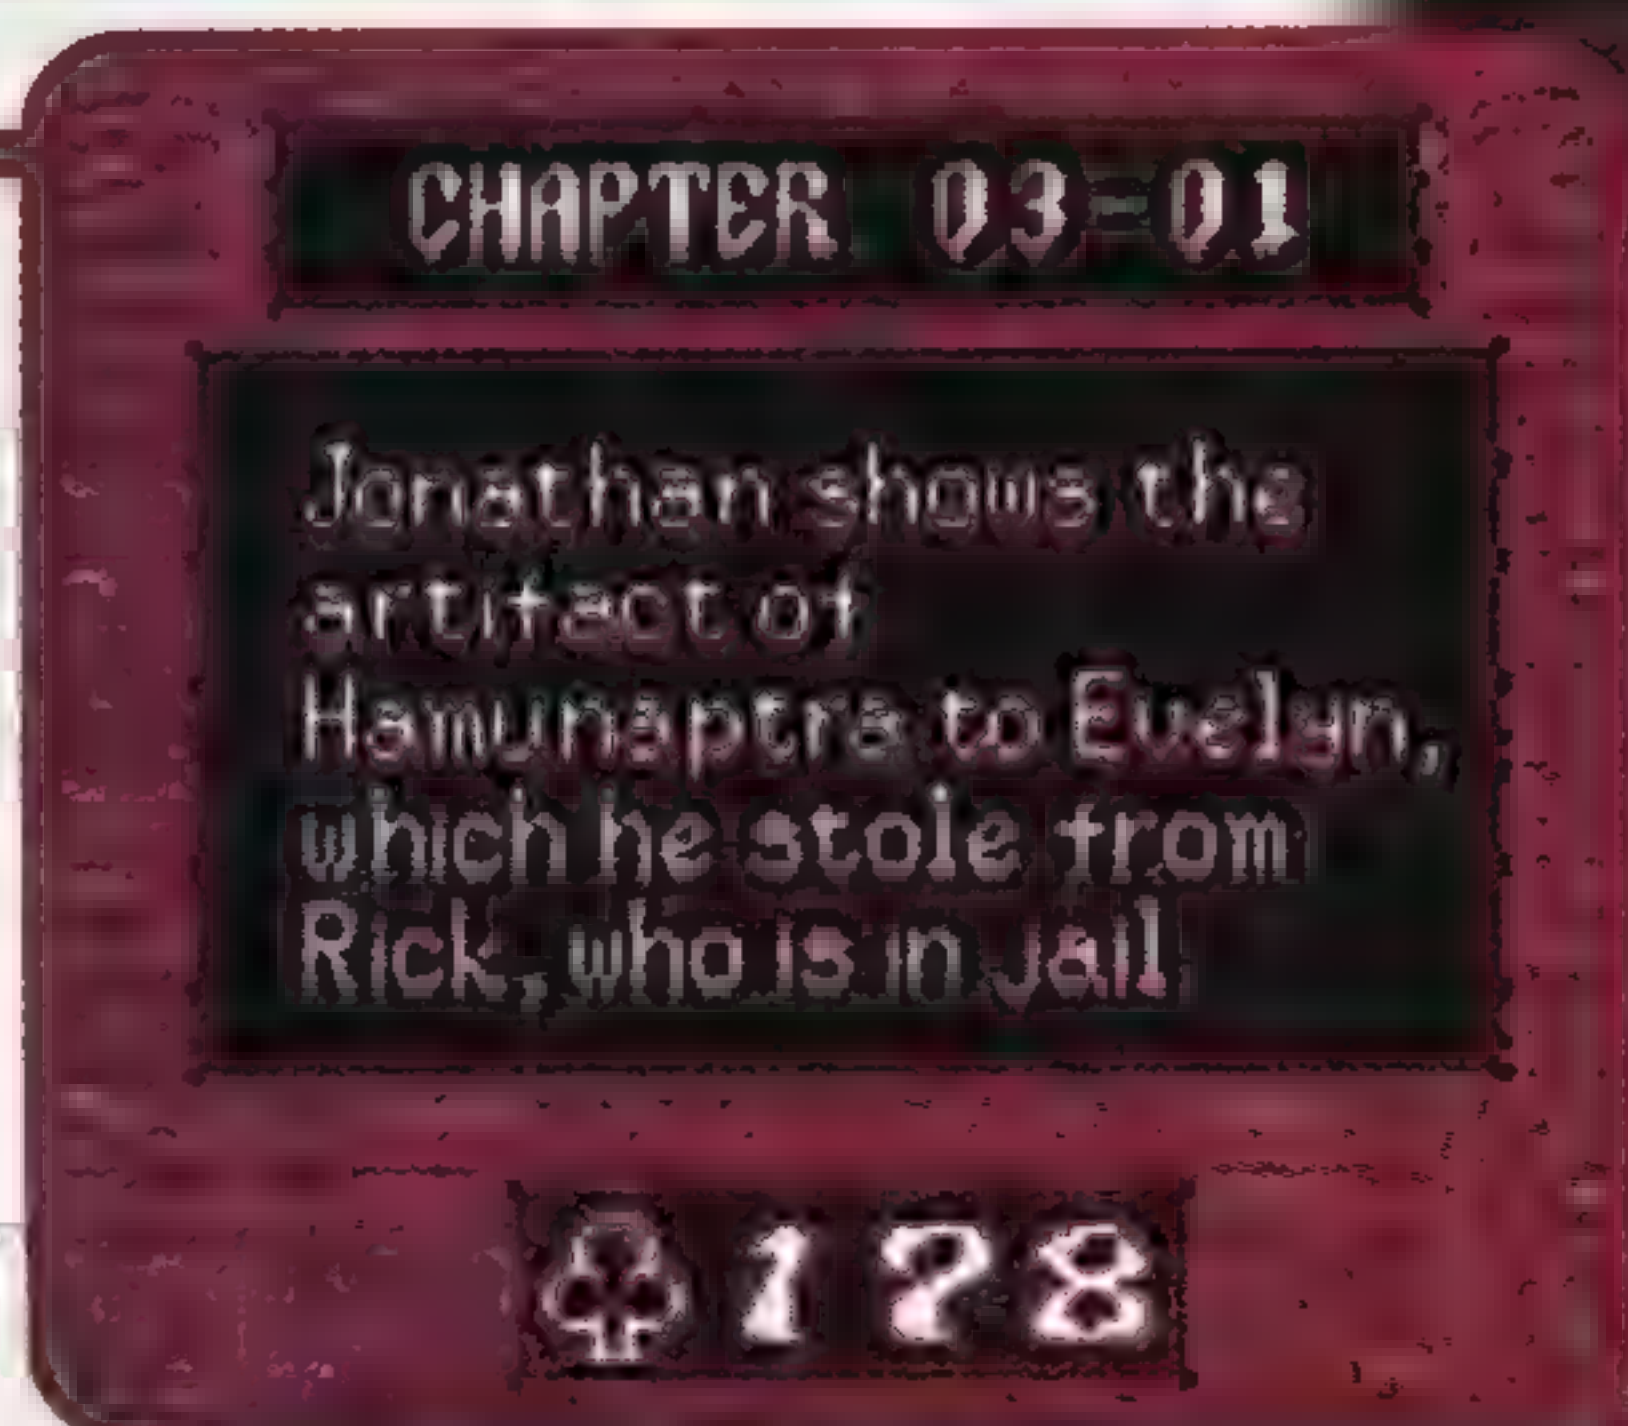 CHAPTER 03-01
Jonathan shows the
artifact of
Hamunaptra to Evelyn,
which he stole from
Rick, who is in jail
♣178